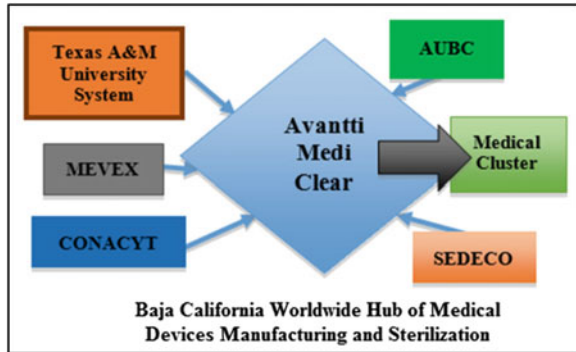 Texas A&M
University
System
AUBC
Avantti
Medi
Clear
Medical
Cluster
MEVEX
CONACYT
SEDECO
Baja California Worldwide Hub of Medical
Devices Manufacturing and Sterilization